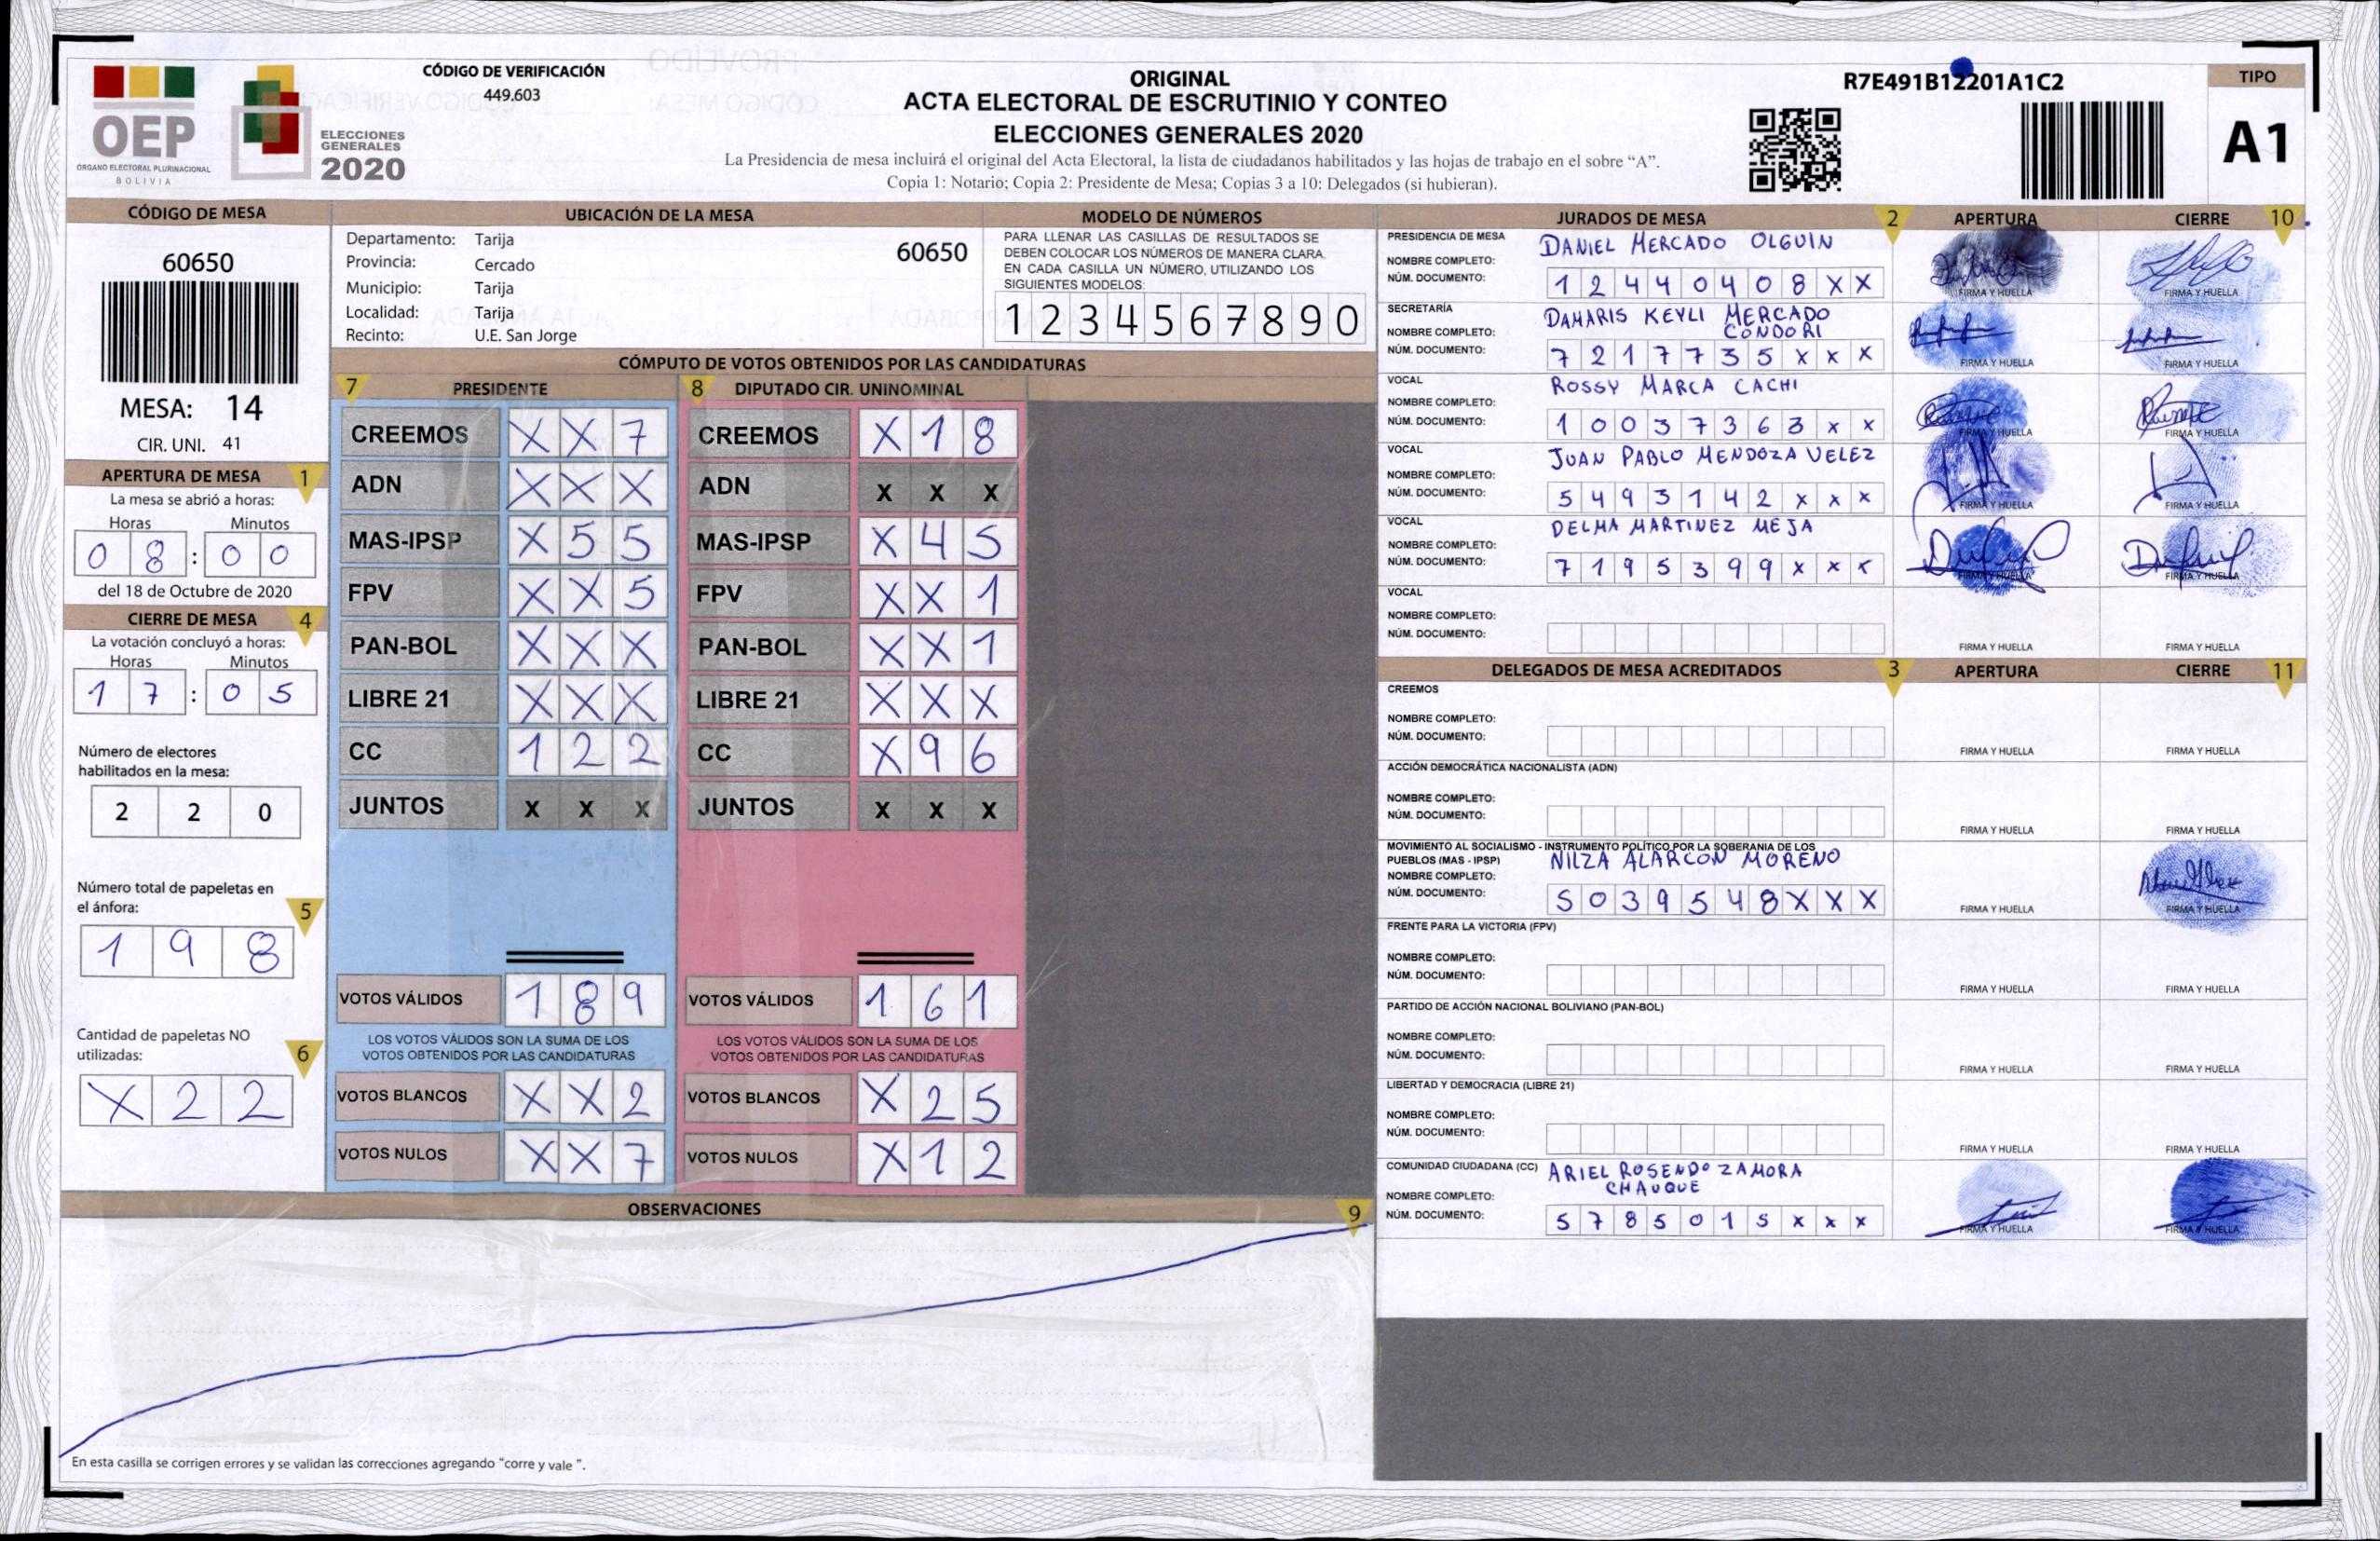 OEP
ÓRGANO ELECTORAL PLURINACIONAL
BOLIVIA
ELECCIONES
GENERALES
2020
CÓDIGO DE VERIFICACIÓN
449.603
ORIGINAL
ACTA ELECTORAL DE ESCRUTINIO Y CONTEO
ELECCIONES GENERALES 2020
La Presidencia de mesa incluirá el original del Acta Electoral, la lista de ciudadanos habilitados y las hojas de trabajo en el sobre “A”.
Copia 1: Notario; Copia 2: Presidente de Mesa; Copias 3 a 10: Delegados (si hubieran).
R7E491B12201A1C2
TIPO
A1
CÓDIGO DE MESA
60650
MESA: 14
CIR. UNI. 41
APERTURA DE MESA 1
La mesa se abrió a horas:
Horas Minutos
0 8 : 0 0
del 18 de Octubre de 2020
CIERRE DE MESA 4
La votación concluyó a horas:
Horas Minutos
1 7 : 0 5
Número de electores
habilitados en la mesa:
2 2 0
Número total de papeletas en
el ánfora: 5
1 9 8
Cantidad de papeletas NO
utilizadas: 6
X 2 2
UBICACIÓN DE LA MESA
Departamento: Tarija
60650
Provincia: Cercado
Municipio: Tarija
Localidad: Tarija
Recinto: U.E. San Jorge
MODELO DE NÚMEROS
PARA LLENAR LAS CASILLAS DE RESULTADOS SE
DEBEN COLOCAR LOS NÚMEROS DE MANERA CLARA.
EN CADA CASILLA UN NÚMERO, UTILIZANDO LOS
SIGUIENTES MODELOS:
1 2 3 4 5 6 7 8 9 0
CÓMPUTO DE VOTOS OBTENIDOS POR LAS CANDIDATURAS
7 PRESIDENTE 8 DIPUTADO CIR. UNINOMINAL
CREEMOS X X 7 CREEMOS X 1 8
ADN X X X ADN X X X
MAS-IPSP X 5 5 MAS-IPSP X 4 5
FPV X X 5 FPV X X 1
PAN-BOL X X X PAN-BOL X X 1
LIBRE 21 X X X LIBRE 21 X X X
CC 1 2 2 CC X 9 6
JUNTOS X X X JUNTOS X X X
VOTOS VÁLIDOS 1 8 9 VOTOS VÁLIDOS 1 6 1
LOS VOTOS VÁLIDOS SON LA SUMA DE LOS
VOTOS OBTENIDOS POR LAS CANDIDATURAS
LOS VOTOS VÁLIDOS SON LA SUMA DE LOS
VOTOS OBTENIDOS POR LAS CANDIDATURAS
VOTOS BLANCOS X X 2 VOTOS BLANCOS X 2 5
VOTOS NULOS X X 7 VOTOS NULOS X 1 2
OBSERVACIONES 9
En esta casilla se corrigen errores y se validan las correcciones agregando “corre y vale ”.
JURADOS DE MESA 2 APERTURA CIERRE 10
PRESIDENCIA DE MESA
NOMBRE COMPLETO: DANIEL MERCADO OLGUIN
NÚM. DOCUMENTO: 1 2 4 4 0 4 0 8 X X
FIRMA Y HUELLA FIRMA Y HUELLA
SECRETARÍA
NOMBRE COMPLETO: DAMARIS KEYLI MERCADO
CONDORI
NÚM. DOCUMENTO: 7 2 1 7 7 3 5 X X X
FIRMA Y HUELLA FIRMA Y HUELLA
VOCAL
NOMBRE COMPLETO: ROSSY MARCA CACHI
NÚM. DOCUMENTO: 1 0 0 3 7 3 6 3 X X
FIRMA Y HUELLA FIRMA Y HUELLA
VOCAL
NOMBRE COMPLETO: JUAN PABLO MENDOZA VELEZ
NÚM. DOCUMENTO: 5 4 9 3 1 4 2 X X X
FIRMA Y HUELLA FIRMA Y HUELLA
VOCAL
NOMBRE COMPLETO: DELMA MARTINEZ MEJA
NÚM. DOCUMENTO: 7 1 9 5 3 9 9 X X X
FIRMA Y HUELLA FIRMA Y HUELLA
VOCAL
NOMBRE COMPLETO:
NÚM. DOCUMENTO:
FIRMA Y HUELLA FIRMA Y HUELLA
DELEGADOS DE MESA ACREDITADOS 3 APERTURA CIERRE 11
CREEMOS
NOMBRE COMPLETO:
NÚM. DOCUMENTO:
FIRMA Y HUELLA FIRMA Y HUELLA
ACCIÓN DEMOCRÁTICA NACIONALISTA (ADN)
NOMBRE COMPLETO:
NÚM. DOCUMENTO:
FIRMA Y HUELLA FIRMA Y HUELLA
MOVIMIENTO AL SOCIALISMO - INSTRUMENTO POLÍTICO POR LA SOBERANIA DE LOS
PUEBLOS (MAS - IPSP)
NOMBRE COMPLETO: NILZA ALARCON MORENO
NÚM. DOCUMENTO: 5 0 3 9 5 4 8 X X X
FIRMA Y HUELLA FIRMA Y HUELLA
FRENTE PARA LA VICTORIA (FPV)
NOMBRE COMPLETO:
NÚM. DOCUMENTO:
FIRMA Y HUELLA FIRMA Y HUELLA
PARTIDO DE ACCIÓN NACIONAL BOLIVIANO (PAN-BOL)
NOMBRE COMPLETO:
NÚM. DOCUMENTO:
FIRMA Y HUELLA FIRMA Y HUELLA
LIBERTAD Y DEMOCRACIA (LIBRE 21)
NOMBRE COMPLETO:
NÚM. DOCUMENTO:
FIRMA Y HUELLA FIRMA Y HUELLA
COMUNIDAD CIUDADANA (CC)
NOMBRE COMPLETO: ARIEL ROSENDO ZAMORA
CHAUQUE
NÚM. DOCUMENTO: 5 7 8 5 0 1 5 X X X
FIRMA Y HUELLA FIRMA Y HUELLA